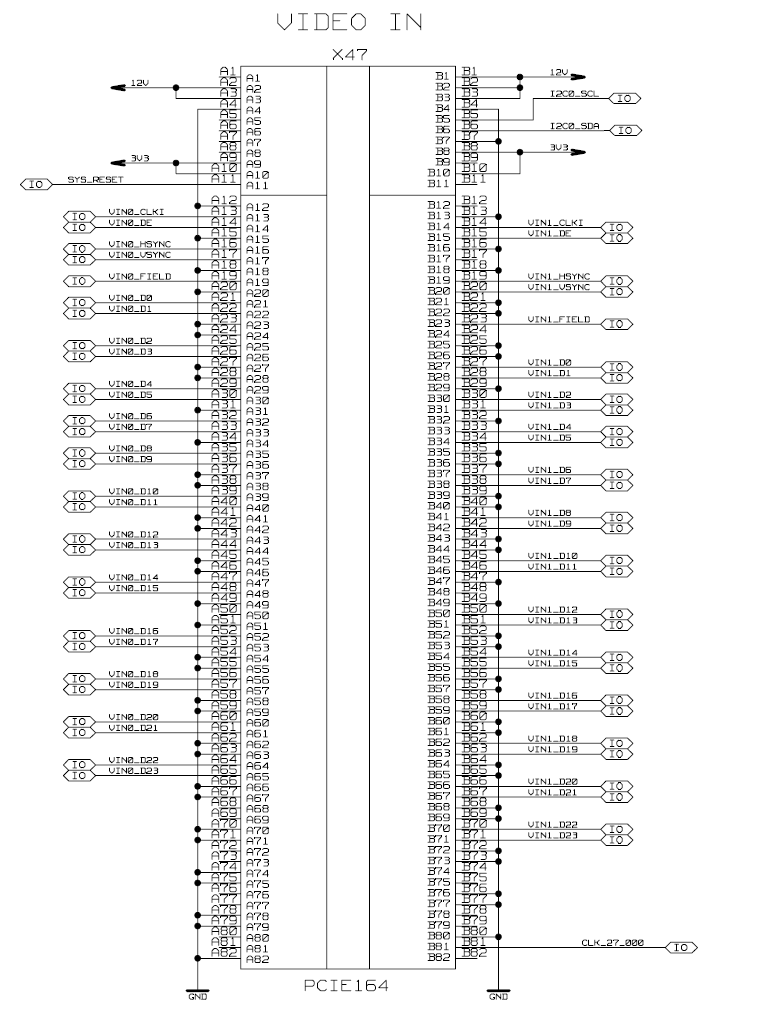 VIDEO IN
X47
A1 A1 B1 B1 12V
12V A2 A2 B2 B2
A3 A3 B3 B3 I2C0_SCL IO
A4 A4 B4 B4
A5 A5 B5 B5
A6 A6 B6 B6 I2C0_SDA IO
A7 A7 B7 B7
A8 A8 B8 B8 3V3
3V3 A9 A9 B9 B9
A10 A10 B10 B10
IO SYS_RESET A11 A11 B11 B11
A12 A12 B12 B12
IO VIN0_CLKI A13 A13 B13 B13
IO VIN0_DE A14 A14 B14 B14 VIN1_CLKI IO
A15 A15 B15 B15 VIN1_DE IO
IO VIN0_HSYNC A16 A16 B16 B16
IO VIN0_VSYNC A17 A17 B17 B17
A18 A18 B18 B18
IO VIN0_FIELD A19 A19 B19 B19 VIN1_HSYNC IO
A20 A20 B20 B20 VIN1_VSYNC IO
IO VIN0_D0 A21 A21 B21 B21
IO VIN0_D1 A22 A22 B22 B22
A23 A23 B23 B23 VIN1_FIELD IO
A24 A24 B24 B24
IO VIN0_D2 A25 A25 B25 B25
IO VIN0_D3 A26 A26 B26 B26
A27 A27 B27 B27 VIN1_D0 IO
A28 A28 B28 B28 VIN1_D1 IO
IO VIN0_D4 A29 A29 B29 B29
IO VIN0_D5 A30 A30 B30 B30 VIN1_D2 IO
A31 A31 B31 B31 VIN1_D3 IO
IO VIN0_D6 A32 A32 B32 B32
IO VIN0_D7 A33 A33 B33 B33 VIN1_D4 IO
A34 A34 B34 B34 VIN1_D5 IO
IO VIN0_D8 A35 A35 B35 B35
IO VIN0_D9 A36 A36 B36 B36
A37 A37 B37 B37 VIN1_D6 IO
A38 A38 B38 B38 VIN1_D7 IO
IO VIN0_D10 A39 A39 B39 B39
IO VIN0_D11 A40 A40 B40 B40
A41 A41 B41 B41 VIN1_D8 IO
A42 A42 B42 B42 VIN1_D9 IO
IO VIN0_D12 A43 A43 B43 B43
IO VIN0_D13 A44 A44 B44 B44
A45 A45 B45 B45 VIN1_D10 IO
A46 A46 B46 B46 VIN1_D11 IO
IO VIN0_D14 A47 A47 B47 B47
IO VIN0_D15 A48 A48 B48 B48
A49 A49 B49 B49
A50 A50 B50 B50 VIN1_D12 IO
A51 A51 B51 B51 VIN1_D13 IO
IO VIN0_D16 A52 A52 B52 B52
IO VIN0_D17 A53 A53 B53 B53
A54 A54 B54 B54 VIN1_D14 IO
A55 A55 B55 B55 VIN1_D15 IO
IO VIN0_D18 A56 A56 B56 B56
IO VIN0_D19 A57 A57 B57 B57
A58 A58 B58 B58 VIN1_D16 IO
A59 A59 B59 B59 VIN1_D17 IO
IO VIN0_D20 A60 A60 B60 B60
IO VIN0_D21 A61 A61 B61 B61
A62 A62 B62 B62 VIN1_D18 IO
A63 A63 B63 B63 VIN1_D19 IO
IO VIN0_D22 A64 A64 B64 B64
IO VIN0_D23 A65 A65 B65 B65
A66 A66 B66 B66 VIN1_D20 IO
A67 A67 B67 B67 VIN1_D21 IO
A68 A68 B68 B68
A69 A69 B69 B69
A70 A70 B70 B70 VIN1_D22 IO
A71 A71 B71 B71 VIN1_D23 IO
A72 A72 B72 B72
A73 A73 B73 B73
A74 A74 B74 B74
A75 A75 B75 B75
A76 A76 B76 B76
A77 A77 B77 B77
A78 A78 B78 B78
A79 A79 B79 B79
A80 A80 B80 B80
A81 A81 B81 B81 CLK_27_000 IO
A82 A82 B82 B82
GND PCIE164 GND